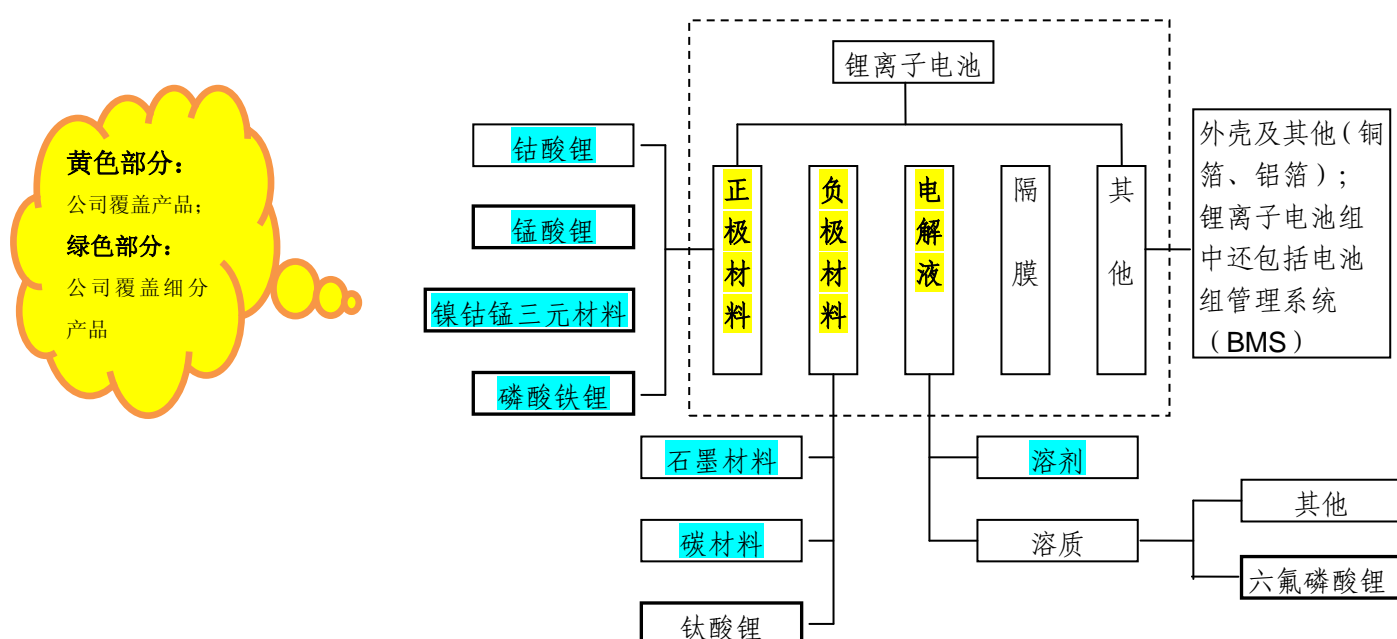 锂离子电池
黄色部分：
公司覆盖产品；
绿色部分：
公司覆盖细分
产品
钴酸锂
锰酸锂
镍钴锰三元材料
磷酸铁锂
正极材料
负极材料
电解液
隔膜
其他
外壳及其他（铜
箔、铝箔）；
锂离子电池组
中还包括电池
组管理系统
（BMS）
石墨材料
碳材料
钛酸锂
溶剂
溶质
其他
六氟磷酸锂